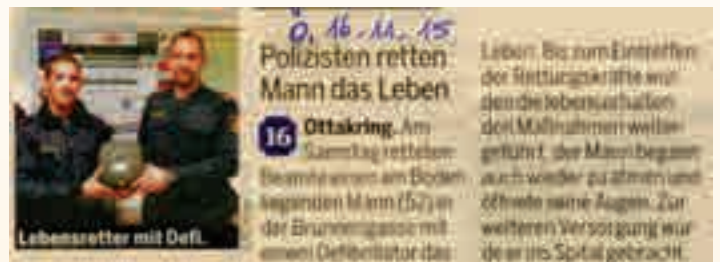 Ö, 16.11.15
Polizisten retten
Mann das Leben
16 Ottakring. Am
Samstag retteten
Beamte einen am Boden
liegenden Mann (52) in
der Brunnengasse mit
einem Defibrillator das
Lebensretter mit Defi.
Leben. Bis zum Eintreffen
der Rettungskräfte wur-
den die lebenserhalten-
den Maßnahmen weiter-
geführt, der Mann begann
auch wieder zu atmen und
öffnete seine Augen. Zur
weiteren Versorgung wur-
de er ins Spital gebracht.